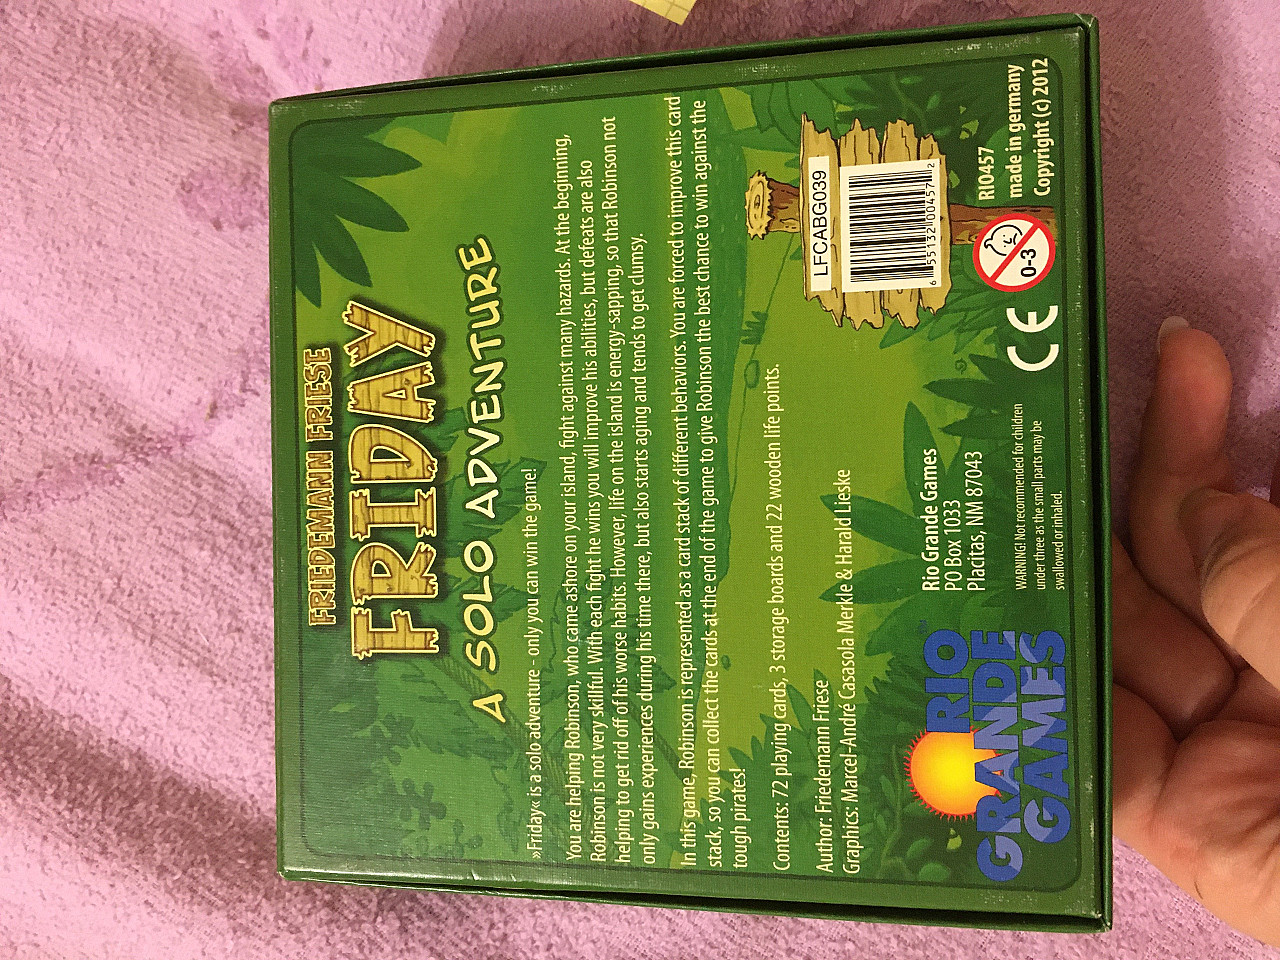 FRIEDEMANN FRIESE
FRIDAY
A SOLO ADVENTURE
»Friday« is a solo adventure - only you can win the game!
You are helping Robinson, who came ashore on your island, fight against many hazards. At the beginning,
Robinson is not very skillful. With each fight he wins you will improve his abilities, but defeats are also
helping to get rid off of his worse habits. However, life on the island is energy-sapping, so that Robinson not
only gains experiences during his time there, but also starts aging and tends to get clumsy.
In this game, Robinson is represented as a card stack of different behaviors. You are forced to improve this card
stack, so you can collect the cards at the end of the game to give Robinson the best chance to win against the
tough pirates!
Contents: 72 playing cards, 3 storage boards and 22 wooden life points.
Author: Friedemann Friese
Graphics: Marcel-André Casasola Merkle & Harald Lieske
LFCABG039
6 55132 00457 2
RIO
GRANDE
GAMES
TM
Rio Grande Games
PO Box 1033
Placitas, NM 87043
WARNING! Not recommended for children
under three as the small parts may be
swallowed or inhaled.
CE
0-3
RIO457
made in germany
Copyright (c) 2012